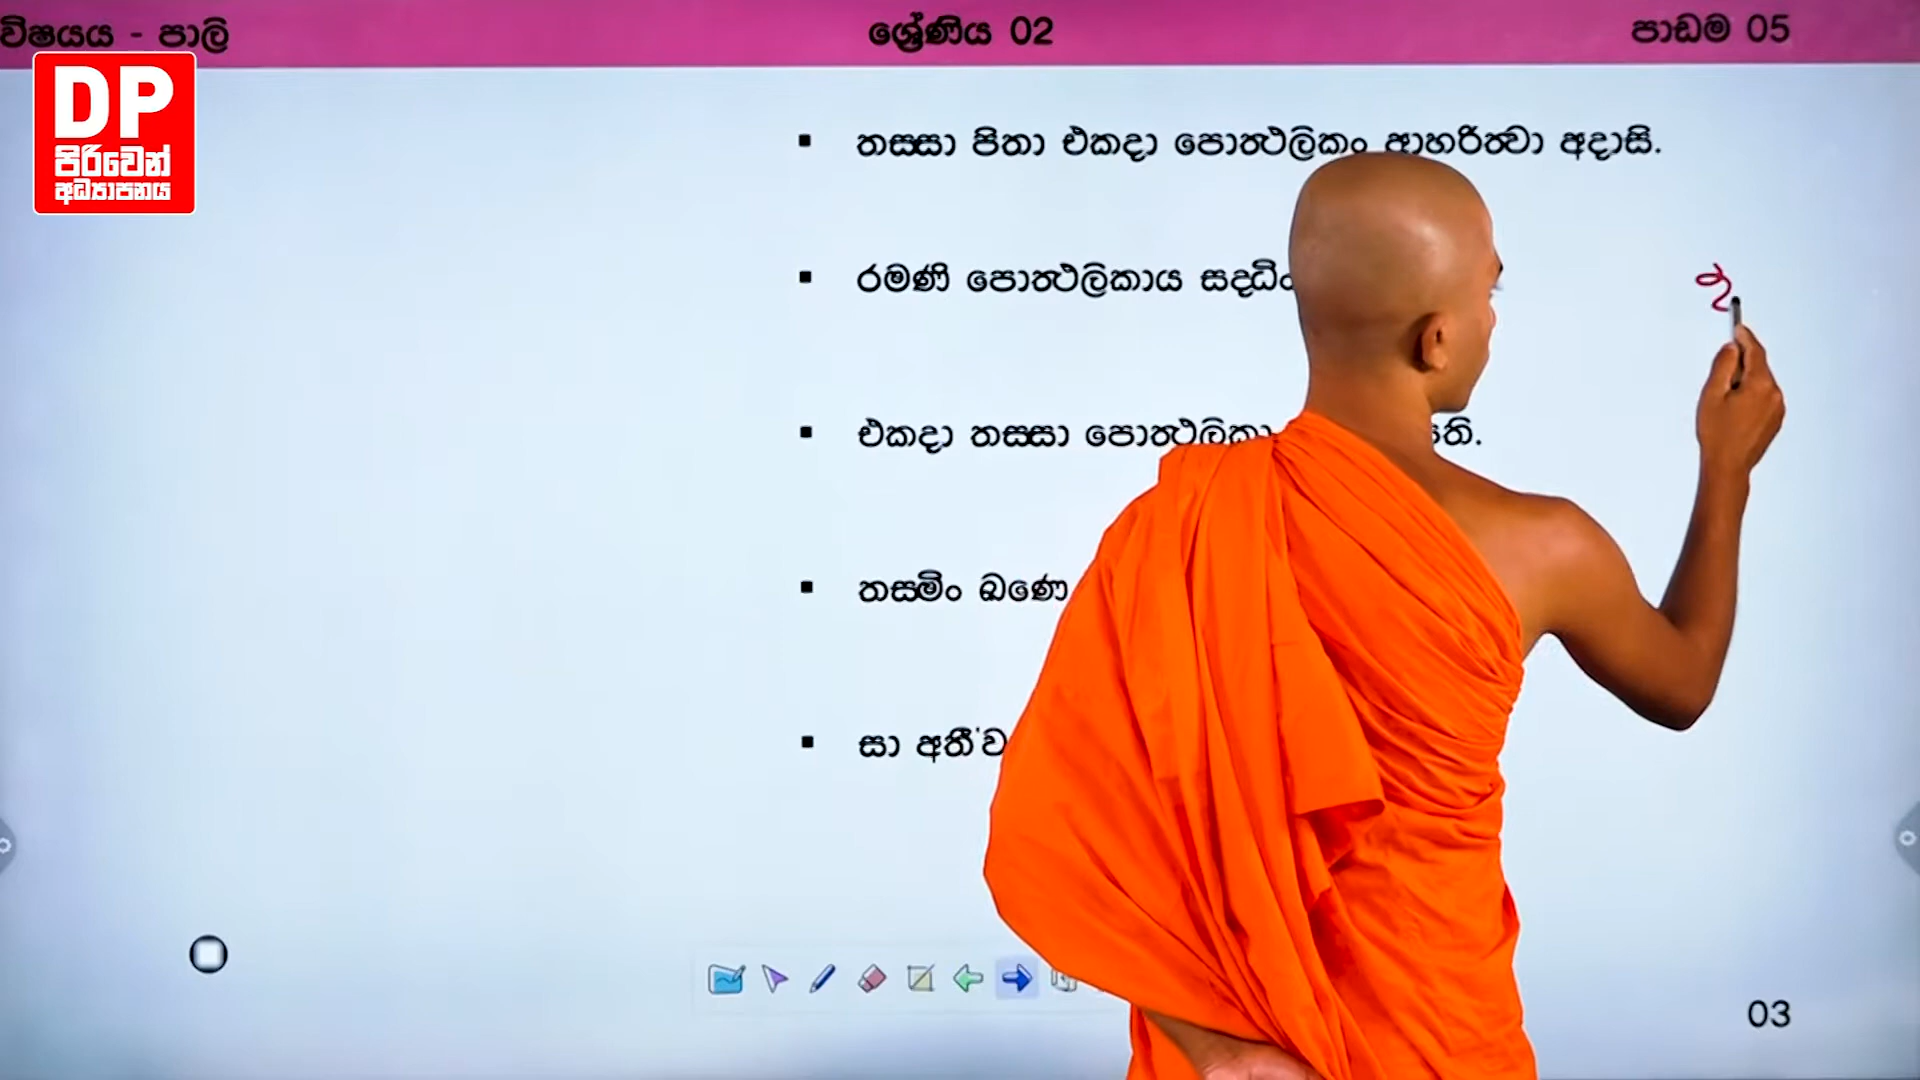 විෂයය - පාලි
ශ්‍රේණිය 02
පාඩම 05
DP
පිරිවෙන්
අධ්‍යාපනය
තස්සා පිතා එකදා පොත්ථලිකං ආහරිත්වා අදාසි.
රමණි පොත්ථලිකාය සද්ධිං
එකදා තස්සා පොත්ථලිකා
තස්මිං ඛණෙ
සා අතී'ව
03